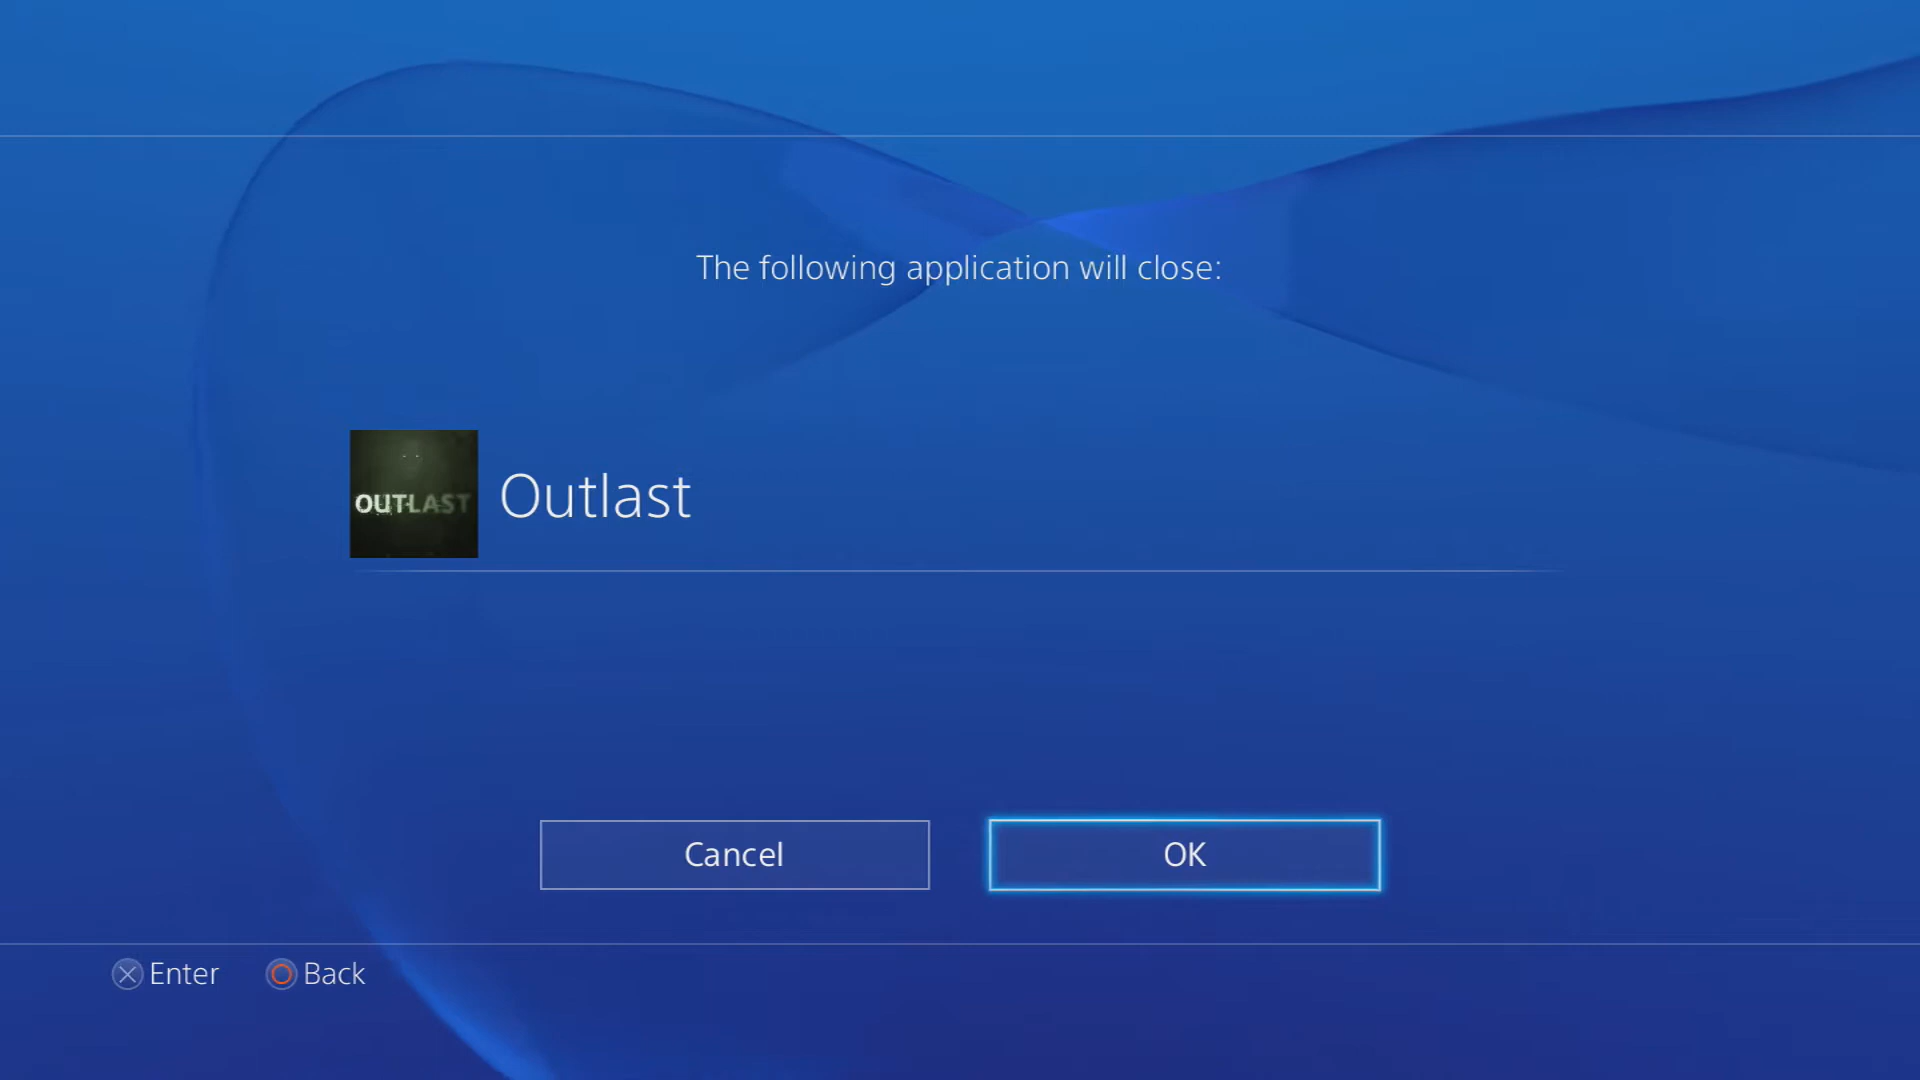 The following application will close:
OUTLAST
Outlast
Cancel
OK
Enter
Back